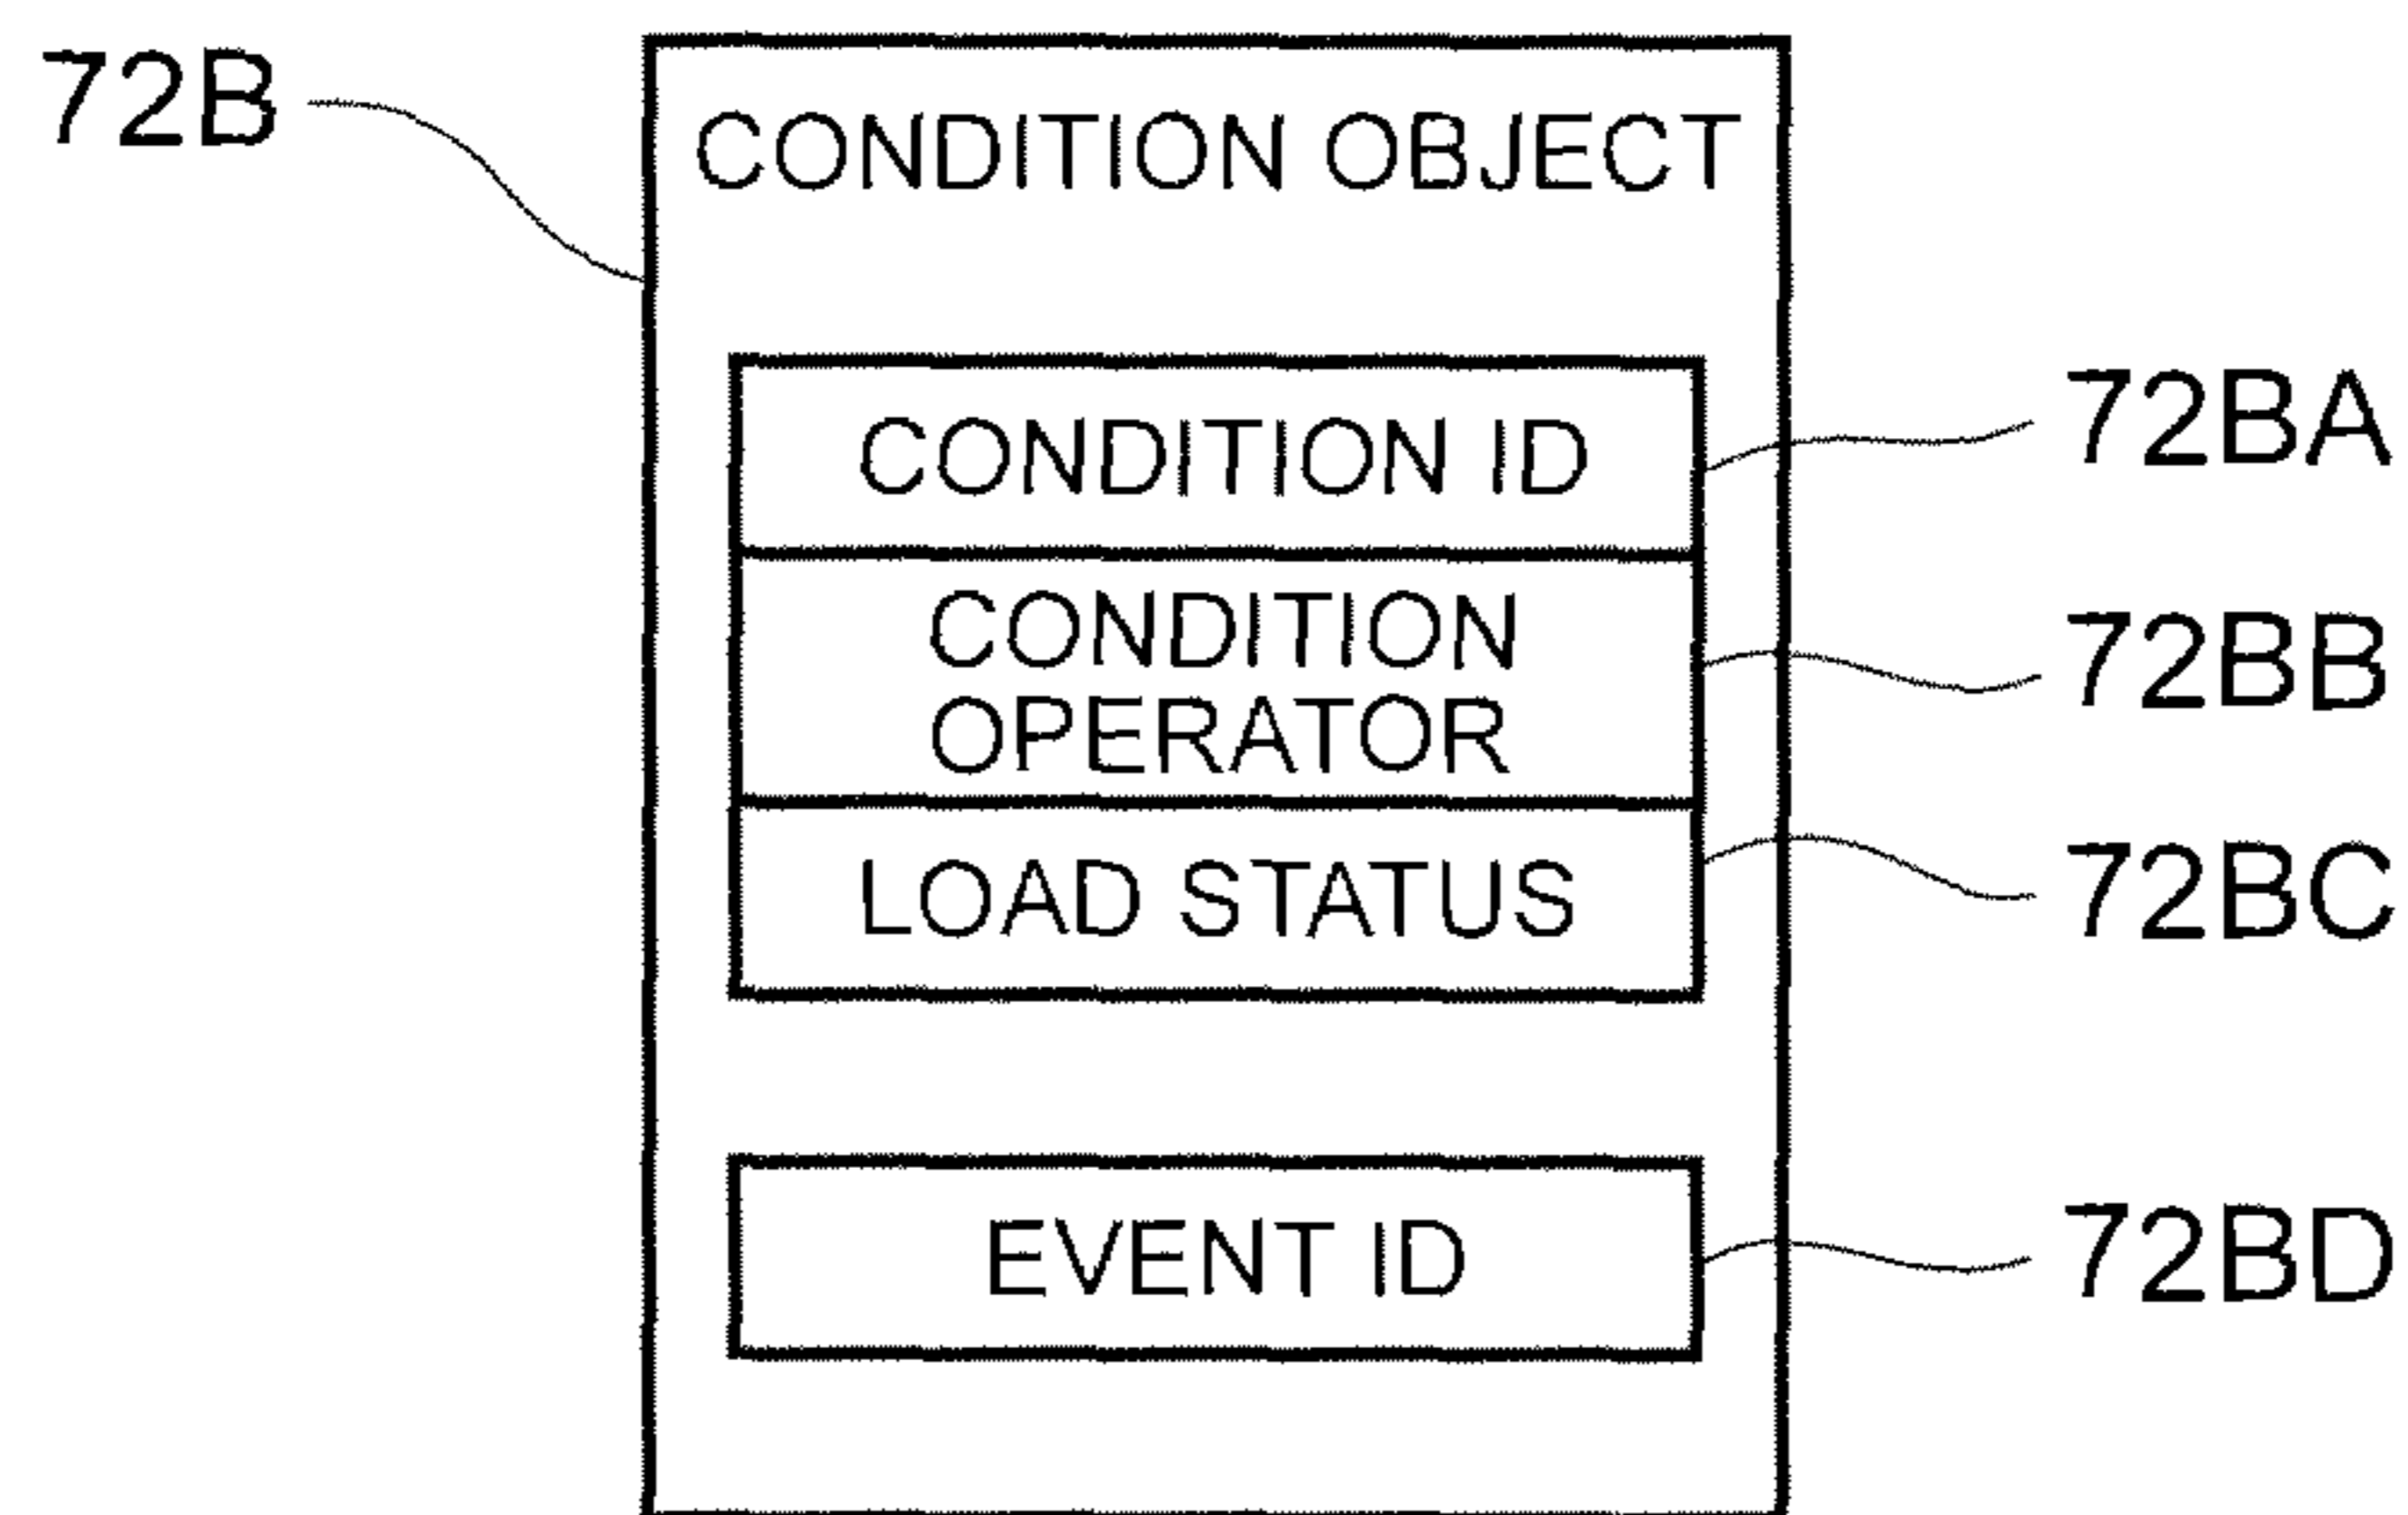 72B
CONDITION OBJECT
CONDITION ID
72BA
CONDITION
OPERATOR
72BB
LOAD STATUS
72BC
EVENT ID
72BD